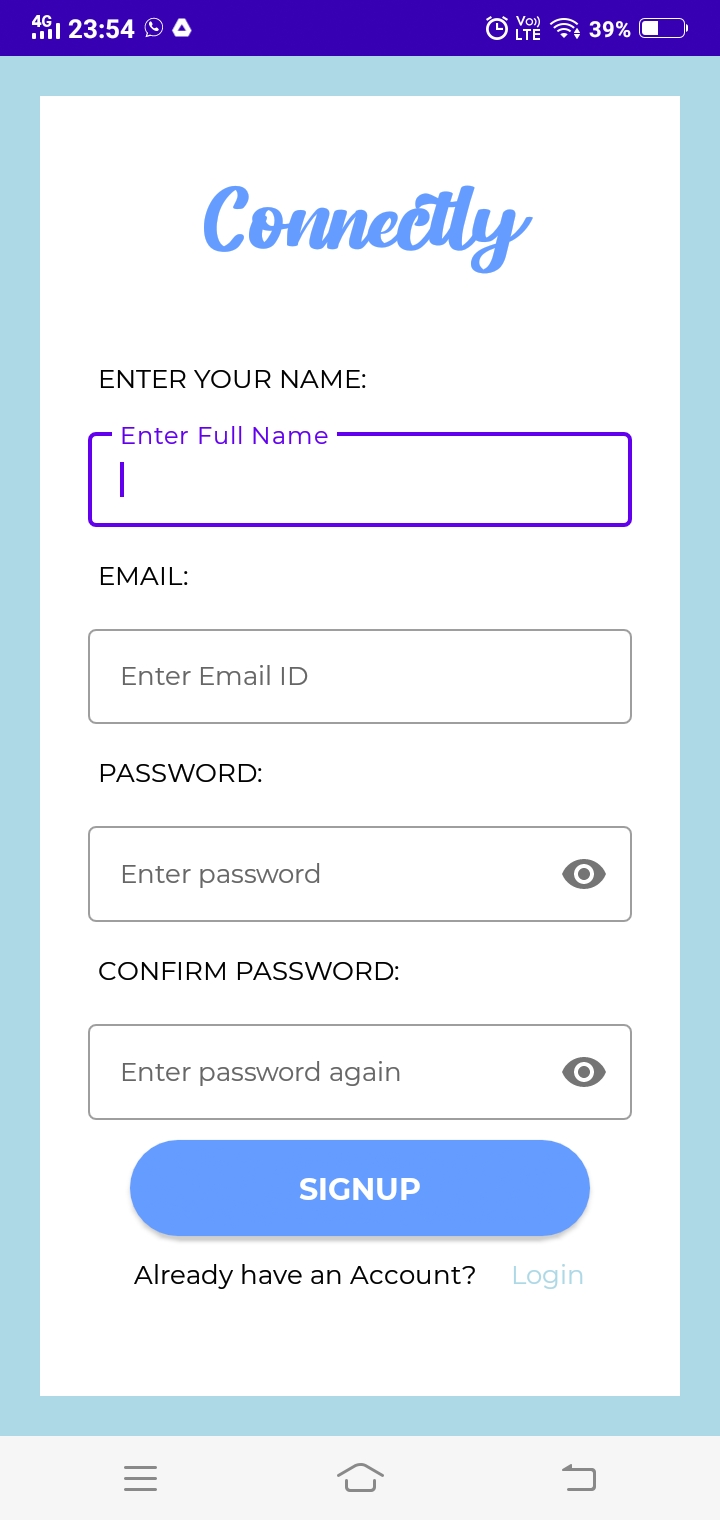 4G 23:54 Vo)) LTE 39%
Connectly
ENTER YOUR NAME:
Enter Full Name
EMAIL:
Enter Email ID
PASSWORD:
Enter password
CONFIRM PASSWORD:
Enter password again
SIGNUP
Already have an Account? Login